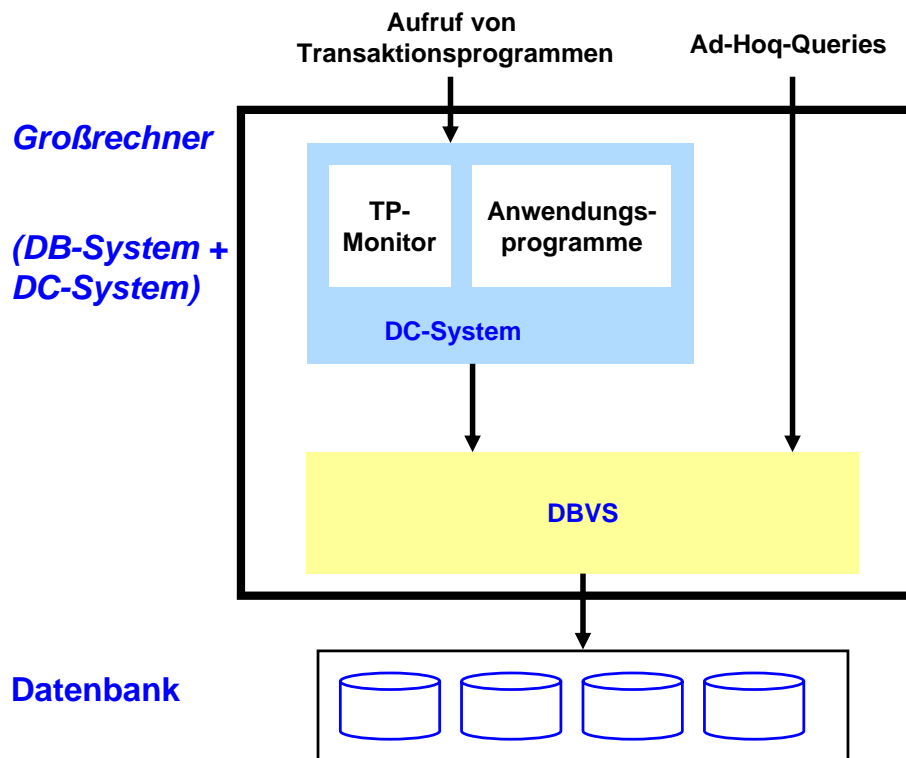 Aufruf von
Transaktionsprogrammen
Ad-Hoq-Queries
Großrechner
(DB-System +
DC-System)
TP-
Monitor
Anwendungs-
programme
DC-System
DBVS
Datenbank